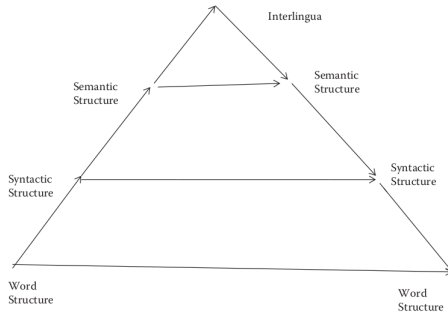 Interlingua
Semantic
Structure
Semantic
Structure
Syntactic
Structure
Syntactic
Structure
Word
Structure
Word
Structure